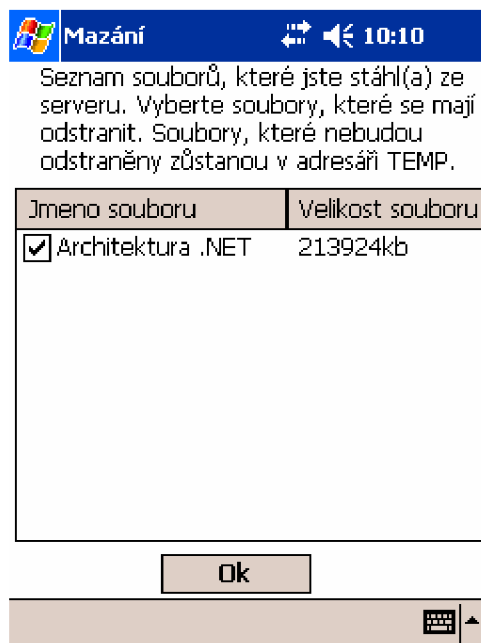 Mazání 10:10
Seznam souborů, které jste stáhl(a) ze
serveru. Vyberte soubory, které se mají
odstranit. Soubory, které nebudou
odstraněny zůstanou v adresáři TEMP.
Jmeno souboru Velikost souboru
Architektura .NET 213924kb
Ok